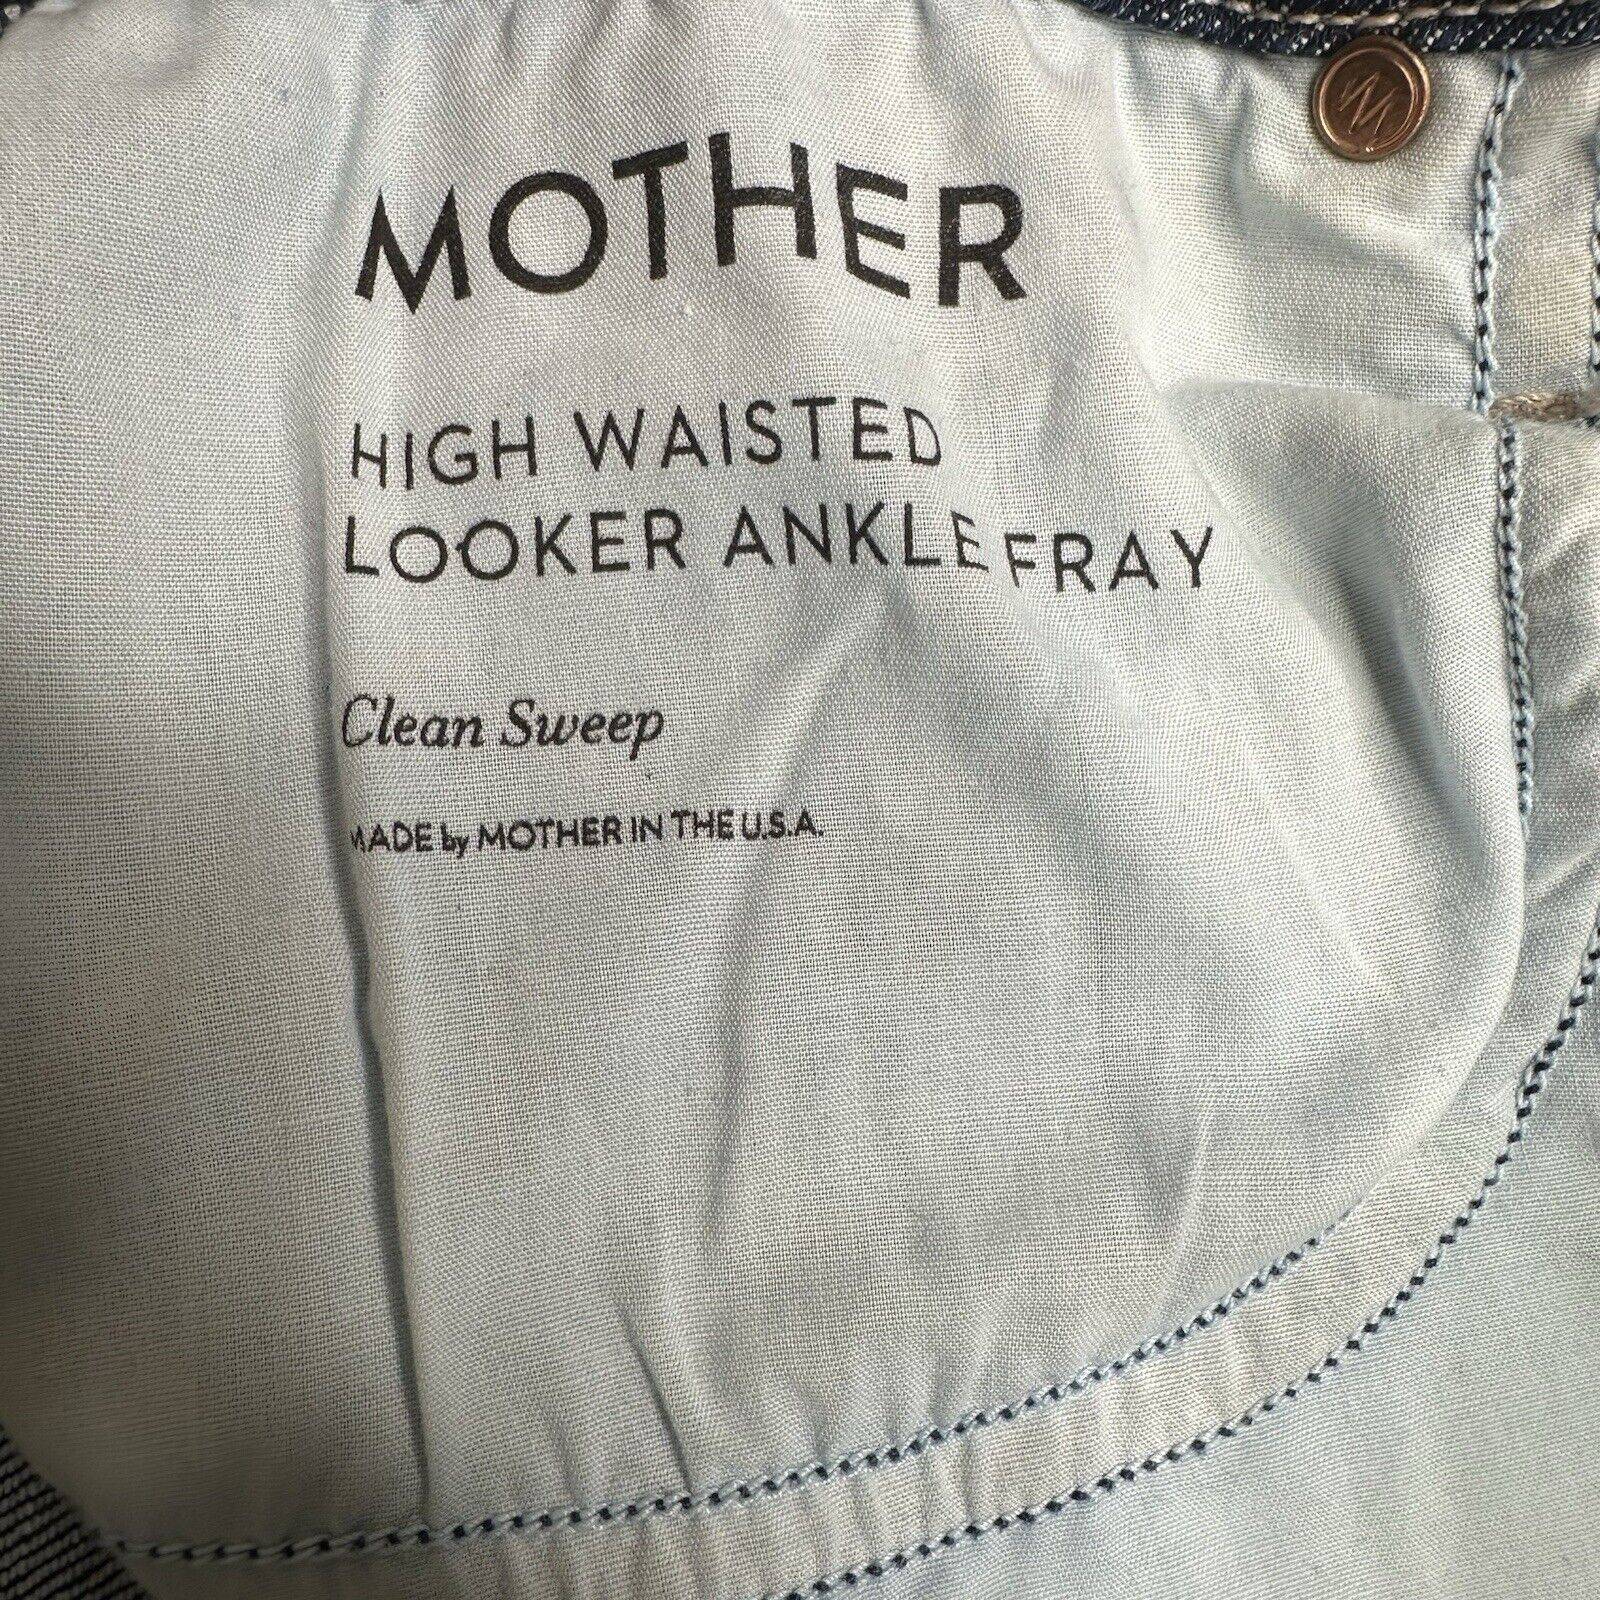 MOTHER
HIGH WAISTED
LOOKER ANKLE FRAY
Clean Sweep
MADE by MOTHER IN THE U.S.A.
M